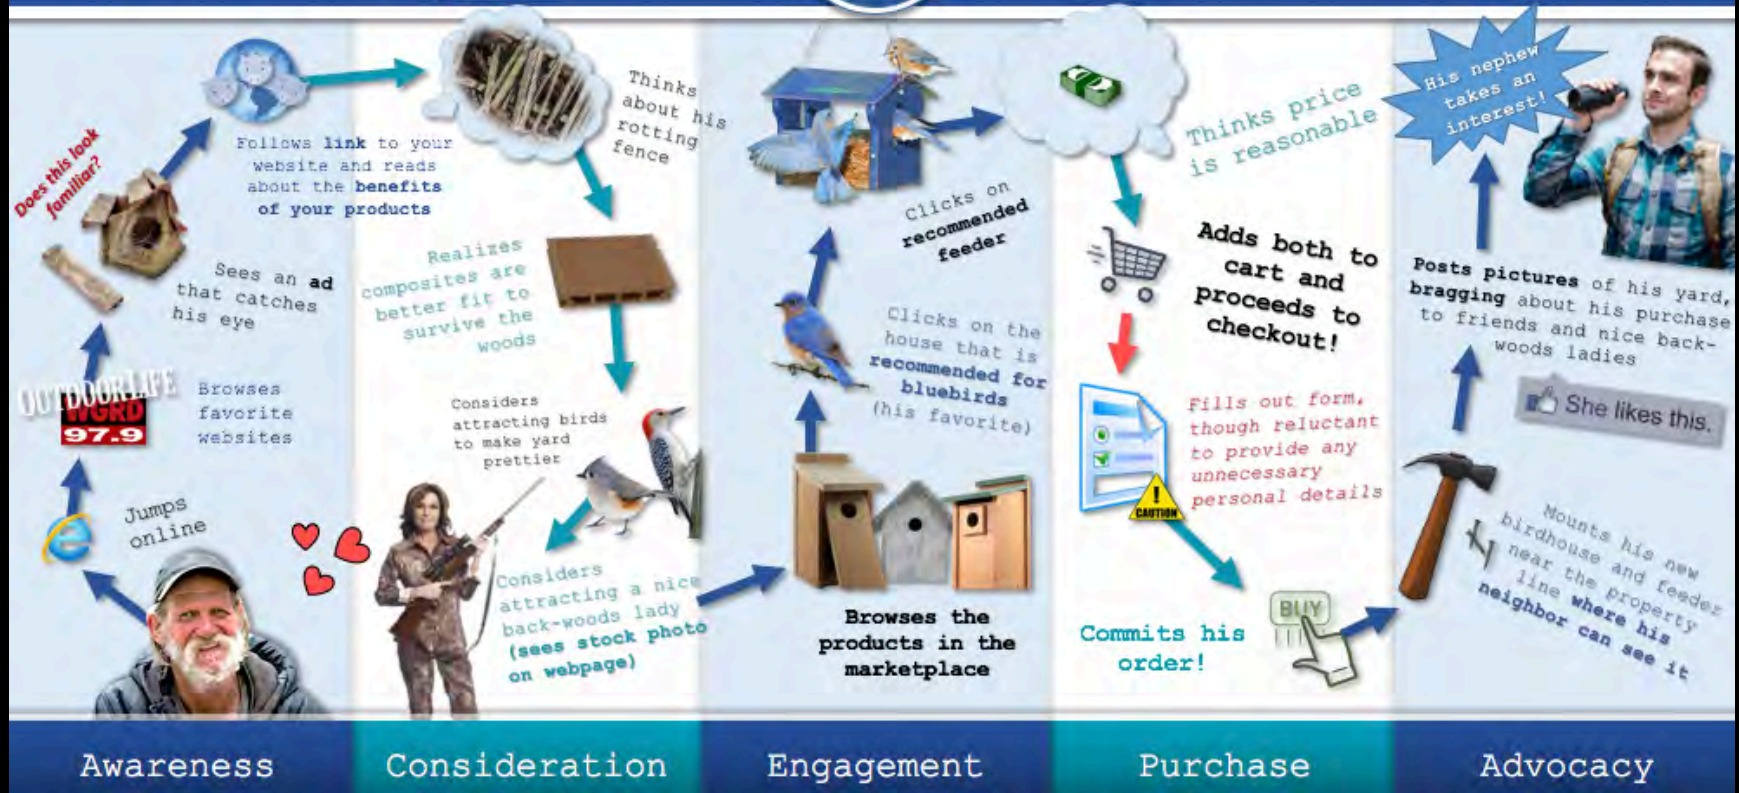 Jumps
online
OUTDOOR LIFE
WGRD
97.9
Browses
favorite
websites
Sees an ad
that catches
his eye
Does this look
familiar?
Follows link to your
website and reads
about the benefits
of your products
Thinks
about his
rotting
fence
Realizes
composites are
better fit to
survive the
woods
Considers
attracting birds
to make yard
prettier
Considers
attracting a nice
back-woods lady
(sees stock photo
on webpage)
Browses the
products in the
marketplace
Clicks on the
house that is
recommended for
bluebirds
(his favorite)
Clicks on
recommended
feeder
Thinks price
is reasonable
Adds both to
cart and
proceeds to
checkout!
Fills out form,
though reluctant
to provide any
unnecessary
personal details
!
CAUTION
Commits his
order!
BUY
Mounts his new
birdhouse and feeder
near the property
line where his
neighbor can see it
Posts pictures of his yard,
bragging about his purchase
to friends and nice back-
woods ladies
She likes this.
His nephew
takes an
interest!
Awareness
Consideration
Engagement
Purchase
Advocacy